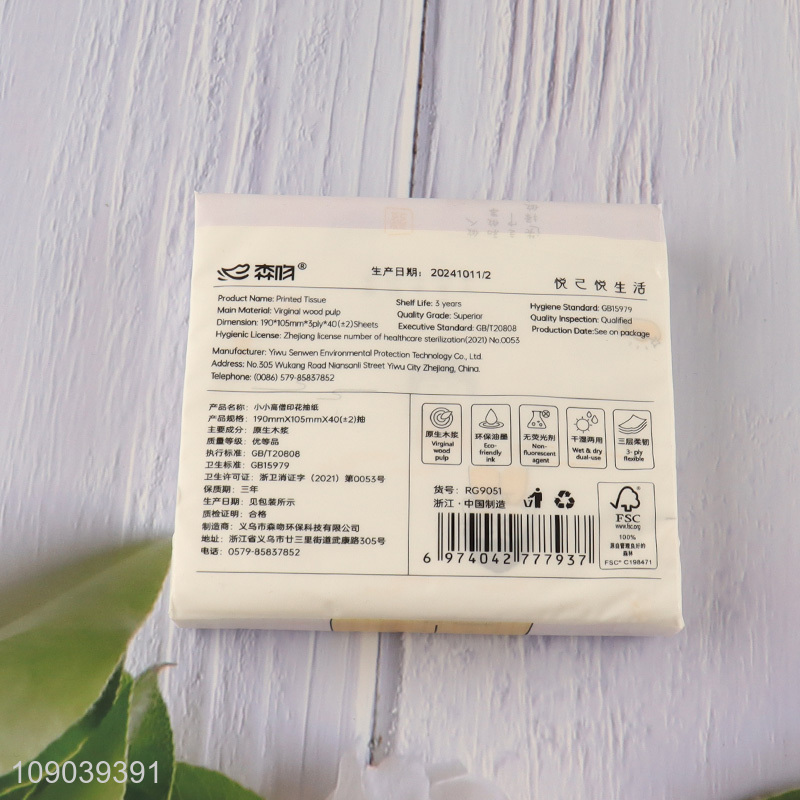 森吻®
生产日期: 20241011/2
悦己悦生活
Product Name: Printed Tissue
Main Material: Virginal wood pulp
Dimension: 190*105mm*3ply*40(±2)Sheets
Hygienic License: Zhejiang license number of healthcare sterilization(2021) No.0053
Shelf Life: 3 years
Quality Grade: Superior
Executive Standard: GB/T20808
Hygiene Standard: GB15979
Quality Inspection: Qualified
Production Date:See on package
Manufacturer: Yiwu Senwen Environmental Protection Technology Co., Ltd.
Address: No.305 Wukang Road Niansanli Street Yiwu City Zhejiang, China.
Telephone: (0086) 579-85837852
产品名称: 小小高僧印花抽纸
产品规格: 190mmX105mmX40(±2)抽
主要成分: 原生木浆
质量等级: 优等品
执行标准: GB/T20808
卫生标准: GB15979
卫生许可证: 浙卫消证字 (2021) 第0053号
保质期: 三年
生产日期: 见包装所示
质检证明: 合格
制造商: 义乌市森吻环保科技有限公司
地址: 浙江省义乌市廿三里街道武康路305号
电话: 0579-85837852
原生木浆
Virginal
wood
pulp
环保油墨
Eco-
friendly
ink
无荧光剂
Non-
fluorescent
agent
干湿两用
Wet & dry
dual-use
三层柔韧
3- ply
flexible
货号: RG9051
浙江·中国制造
6 974042 777937
FSC
www.fsc.org
100%
源自管理良好的
森林
FSC® C198471
109039391